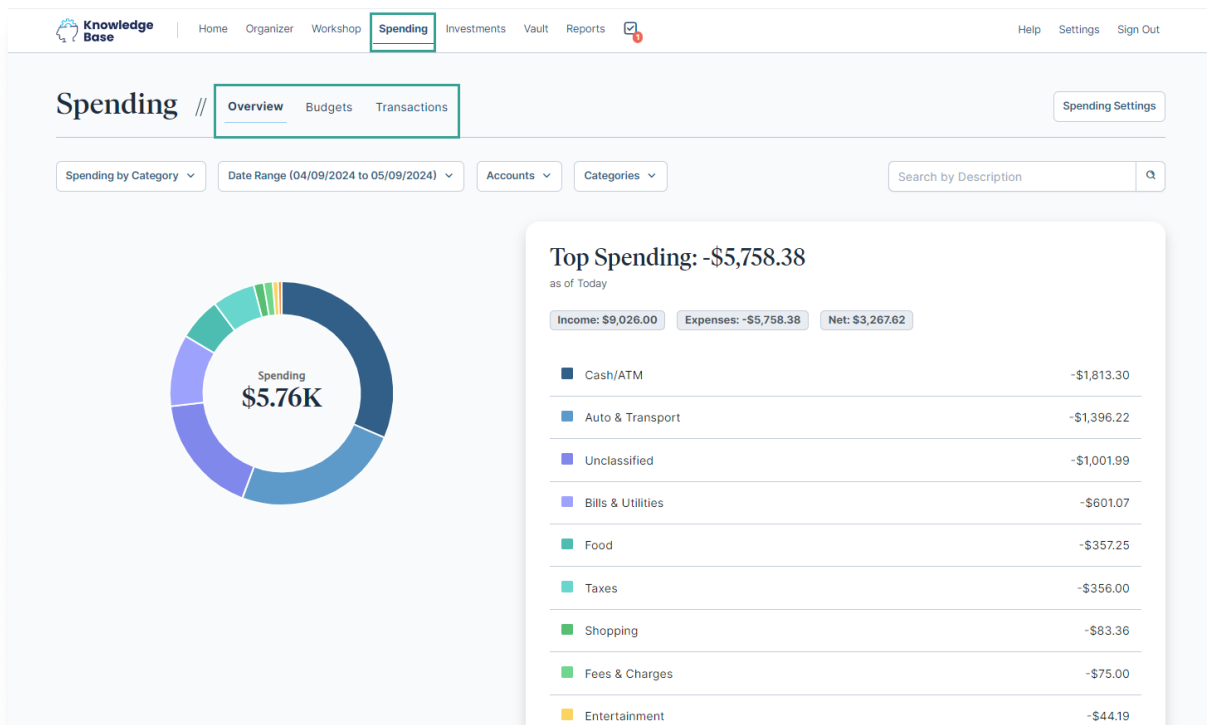 Knowledge
Base
Home Organizer Workshop Spending Investments Vault Reports 1 Help Settings Sign Out
Spending // Overview Budgets Transactions Spending Settings
Spending by Category Date Range (04/09/2024 to 05/09/2024) Accounts Categories Search by Description
Spending
$5.76K
Top Spending: -$5,758.38
as of Today
Income: $9,026.00 Expenses: -$5,758.38 Net: $3,267.62
Cash/ATM -$1,813.30
Auto & Transport -$1,396.22
Unclassified -$1,001.99
Bills & Utilities -$601.07
Food -$357.25
Taxes -$356.00
Shopping -$83.36
Fees & Charges -$75.00
Entertainment -$44.19